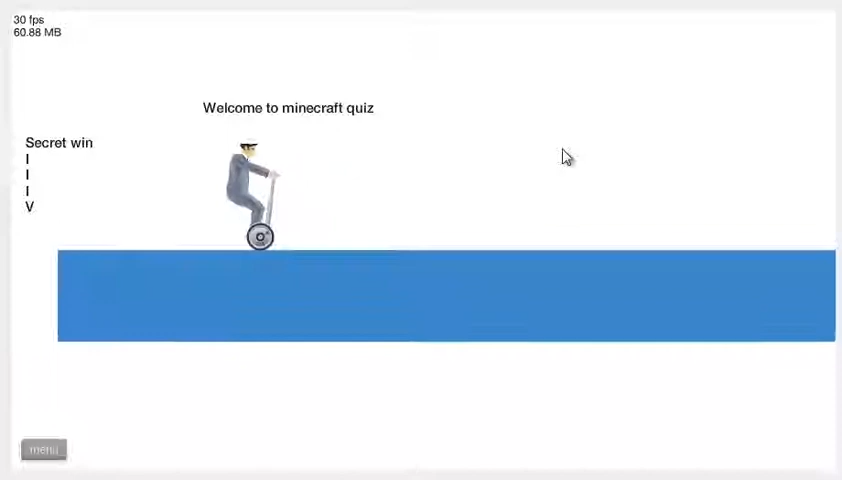 30 fps
60.88 MB
Welcome to minecraft quiz
Secret win
I
I
I
V
menu